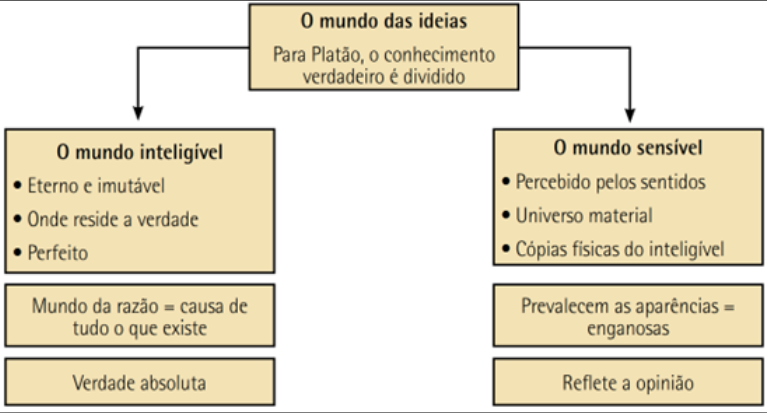 O mundo das ideias
Para Platão, o conhecimento
verdadeiro é dividido
O mundo inteligível
• Eterno e imutável
• Onde reside a verdade
• Perfeito
Mundo da razão = causa de
tudo o que existe
Verdade absoluta
O mundo sensível
• Percebido pelos sentidos
• Universo material
• Cópias físicas do inteligível
Prevalecem as aparências =
enganosas
Reflete a opinião